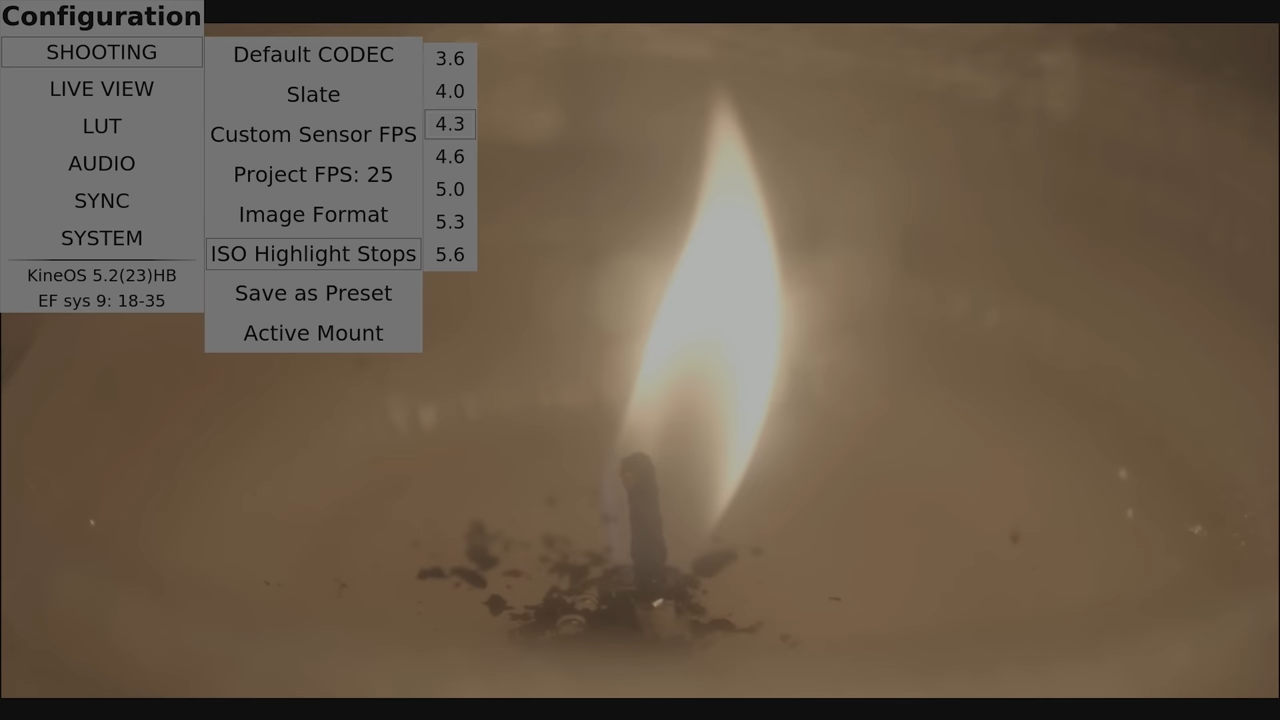 Configuration
SHOOTING
LIVE VIEW
LUT
AUDIO
SYNC
SYSTEM
KineOS 5.2(23)HB
EF sys 9: 18-35
Default CODEC
Slate
Custom Sensor FPS
Project FPS: 25
Image Format
ISO Highlight Stops
Save as Preset
Active Mount
3.6
4.0
4.3
4.6
5.0
5.3
5.6